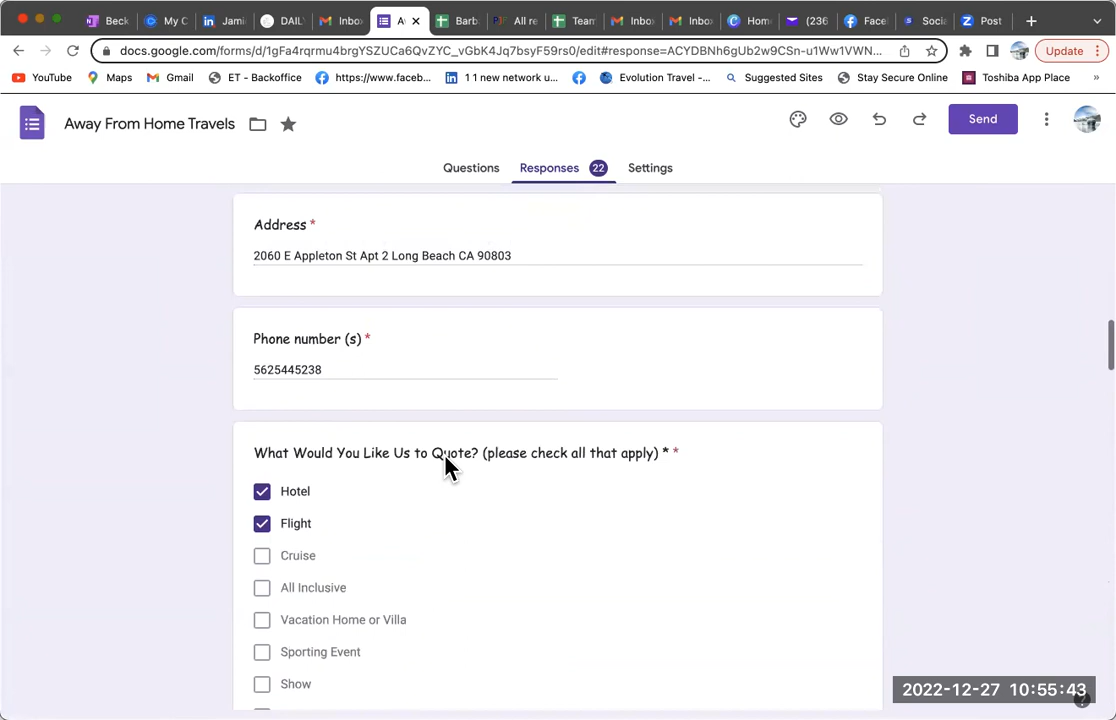 Beck
My C
Jami
DAIL
Inbo
A
Barb
All re
Team
Inbo
Inbo
Hom
(236
Face
Socia
Post
docs.google.com/forms/d/1gFa4rqrmu4brgYSZUCa6QvZYC_vGbK4Jq7bsyF59rs0/edit#response=ACYDBNh6gUb2w9CSn-u1Ww1VWN...
Update
YouTube
Maps
Gmail
ET - Backoffice
https://www.faceb...
1 1 new network u...
Evolution Travel -...
Suggested Sites
Stay Secure Online
Toshiba App Place
»
Away From Home Travels
Send
Questions
Responses 22
Settings
Address *
2060 E Appleton St Apt 2 Long Beach CA 90803
Phone number (s) *
5625445238
What Would You Like Us to Quote? (please check all that apply) * *
Hotel
Flight
Cruise
All Inclusive
Vacation Home or Villa
Sporting Event
Show
2022-12-27 10:55:43